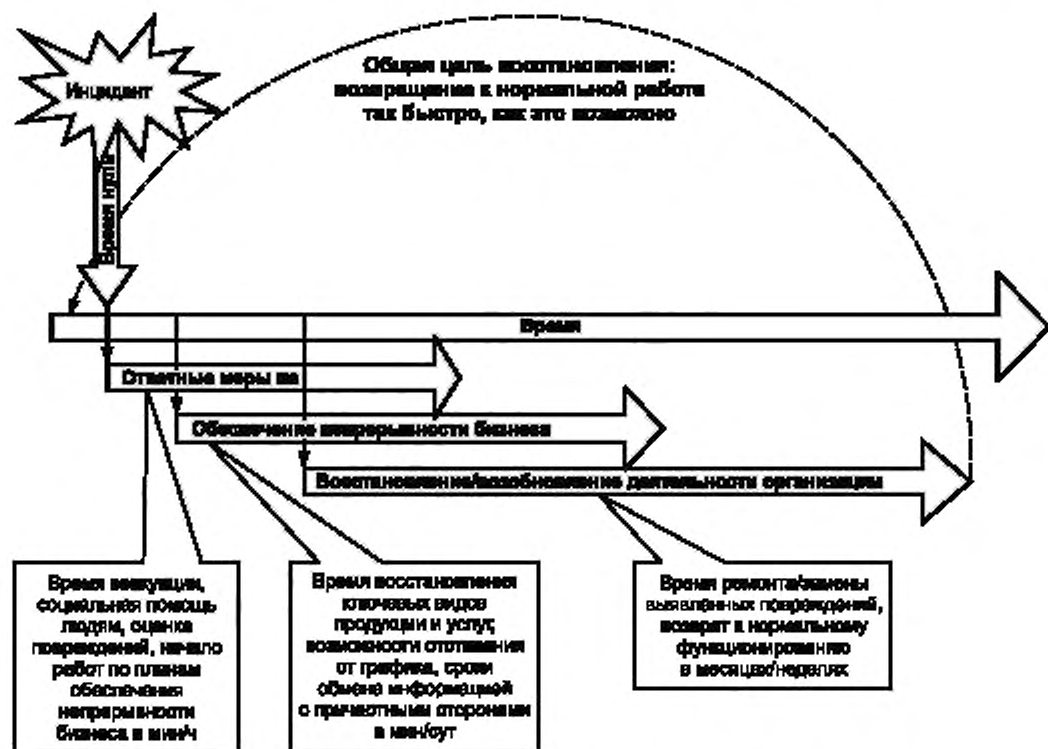 Инцидент
Общая цель восстановления:
возвращение к нормальной работе
так быстро, как это возможно
Время нуля
Время
Ответные меры на
Обеспечение непрерывности бизнеса
Восстановление/возобновление деятельности организации
Время эвакуации,
социальная помощь
людям, оценка
повреждений, начало
работ по планам
обеспечения
непрерывности
бизнеса в мин/ч
Время восстановления
ключевых видов
продукции и услуг,
возможности отставания
от графика, сроки
обмена информацией
с причастными сторонами
в мин/сут
Время ремонта/замены
выявленных повреждений,
возврат к нормальному
функционированию
в месяцах/неделях